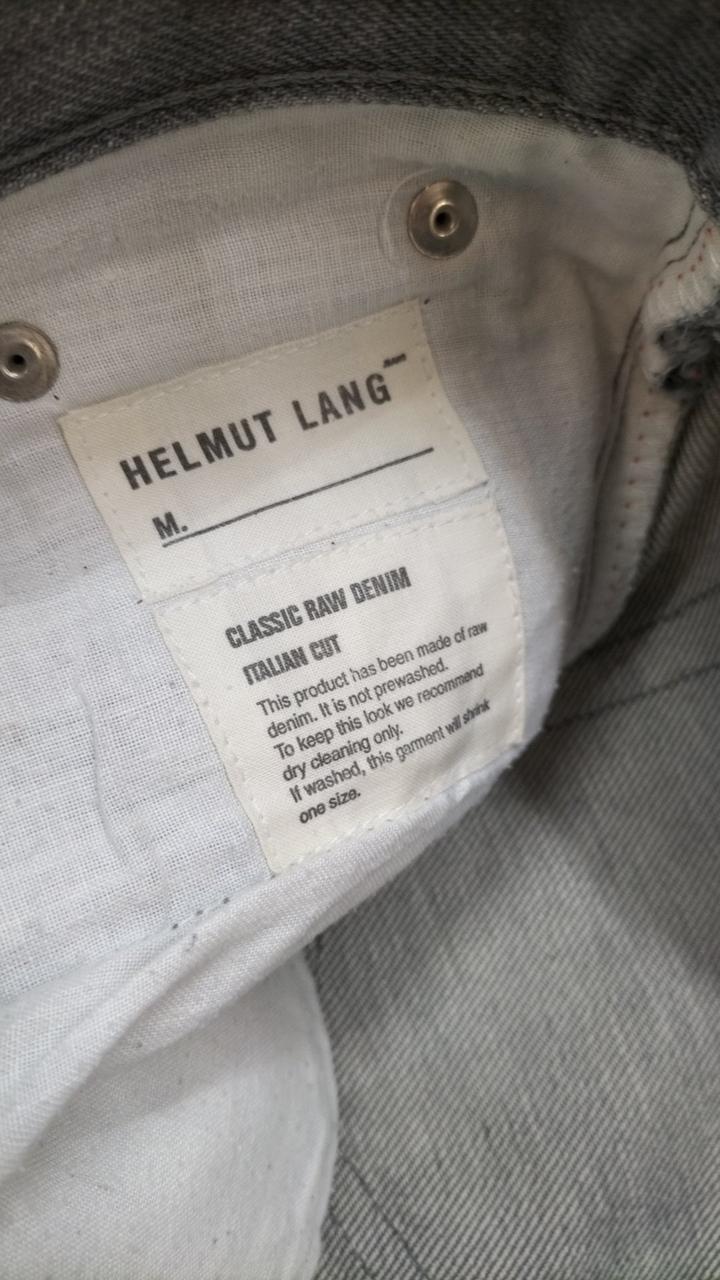 HELMUT LANG
M.
CLASSIC RAW DENIM
ITALIAN CUT
This product has been made of raw
denim. It is not prewashed.
To keep this look we recommend
dry cleaning only.
If washed, this garment will shrink
one size.